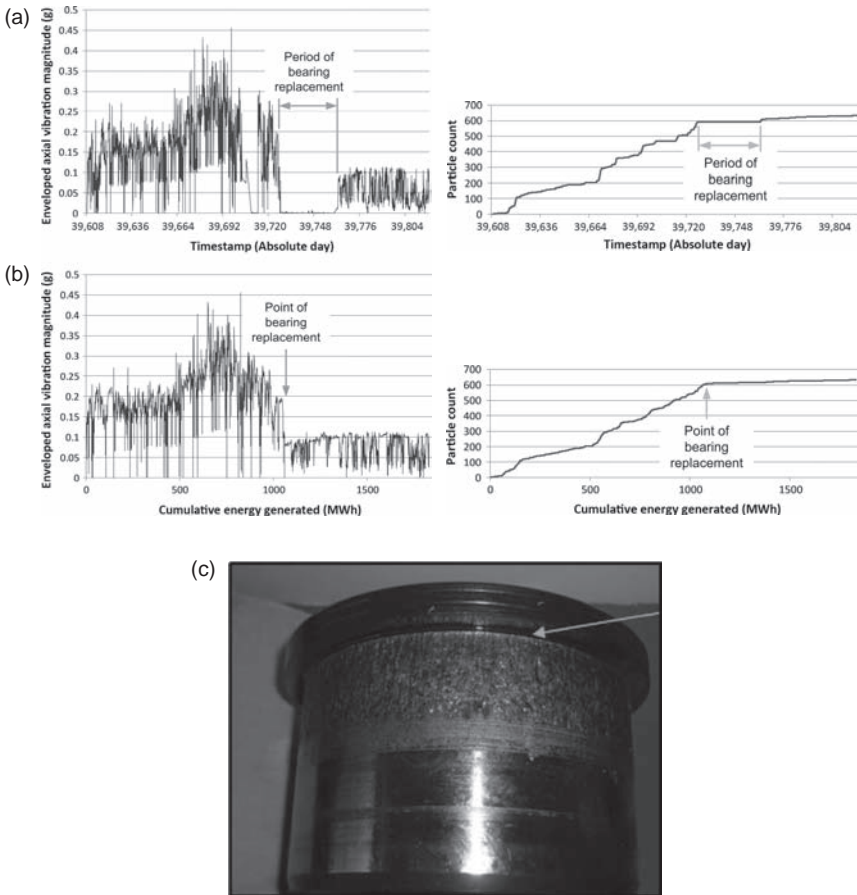 (a)
Enveloped axial vibration magnitude (g)
0.5
0.45
0.4
0.35
0.3
0.25
0.2
0.15
0.1
0.05
0
Period of
bearing
replacement
39,608 39,636 39,664 39,692 39,720 39,748 39,776 39,804
Timestamp (Absolute day)
Particle count
700
600
500
400
300
200
100
0
Period of
bearing
replacement
39,608 39,636 39,664 39,692 39,720 39,748 39,776 39,804
Timestamp (Absolute day)
(b)
Enveloped axial vibration magnitude (g)
0.5
0.45
0.4
0.35
0.3
0.25
0.2
0.15
0.1
0.05
0
Point of
bearing
replacement
0 500 1000 1500
Cumulative energy generated (MWh)
Particle count
700
600
500
400
300
200
100
0
Point of
bearing
replacement
0 500 1000 1500
Cumulative energy generated (MWh)
(c)